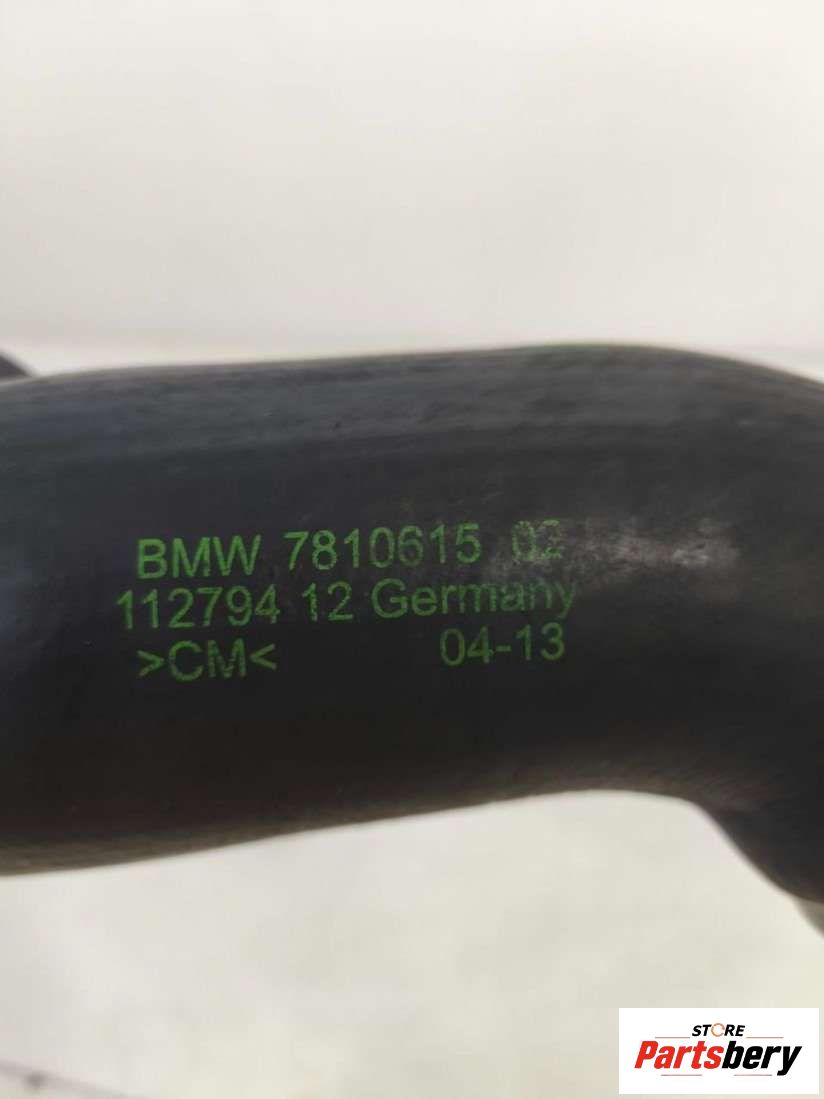 BMW 7810615 02
112794 12 Germany
>CM< 04-13
STORE
Partsbery